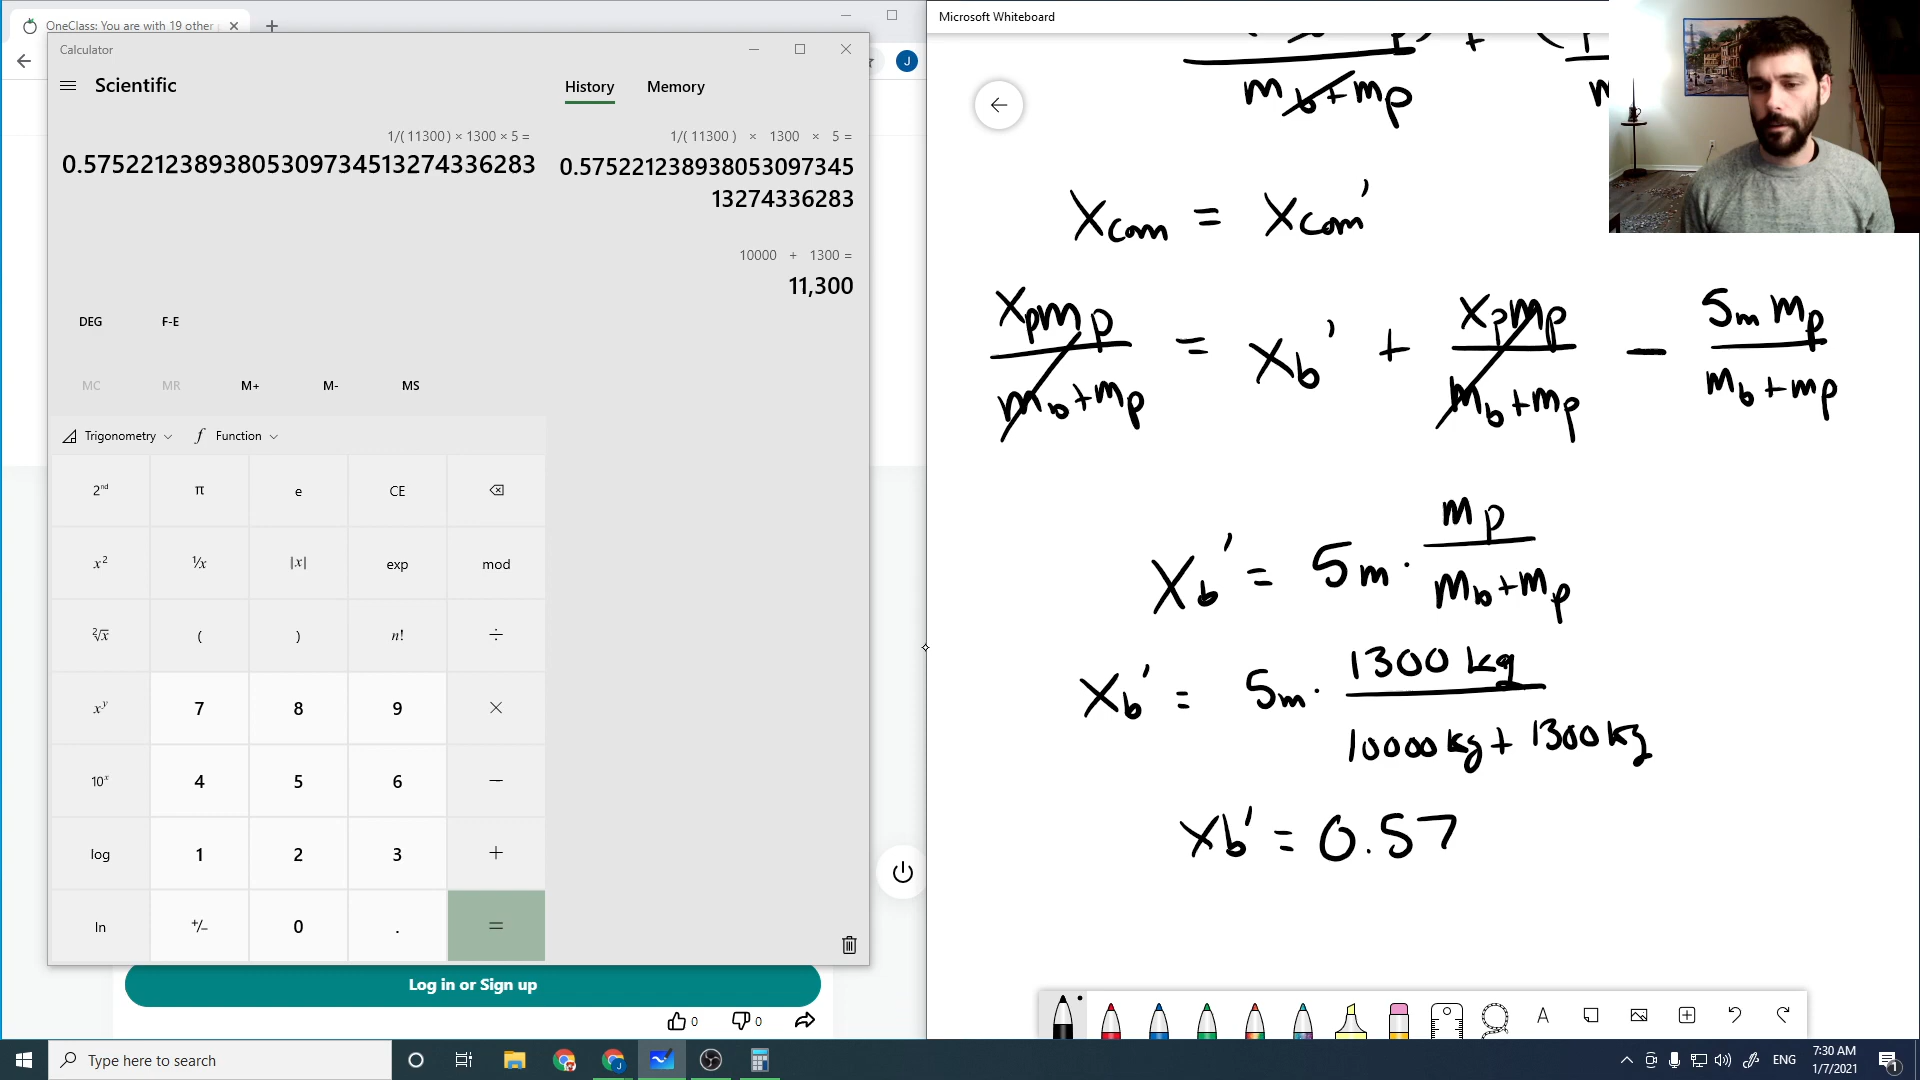 OneClass: You are with 19 other
J
Calculator
Scientific
History
Memory
1/( 11300 ) × 1300 × 5 =
0.57522123893805309734513274336283
1/( 11300 ) × 1300 × 5 =
0.575221238938053097345
13274336283
10000 + 1300 =
11,300
DEG F-E
MC MR M+ M- MS
Trigonometry f Function
2nd π e CE
x² ¹⁄x |x| exp mod
²√x ( ) n! ÷
xʸ 7 8 9 ×
10ˣ 4 5 6 −
log 1 2 3 +
ln +/− 0 . =
Log in or Sign up
0 0
Microsoft Whiteboard
mb+mp
xcom = xcom'
xpmp / mb+mp = xb' + xpmp / mb+mp − 5m mp / mb+mp
xb' = 5m · mp / mb+mp
xb' = 5m · 1300 kg / 10000 kg + 1300 kg
xb' = 0.57
A
Type here to search
ENG
7:30 AM
1/7/2021
1